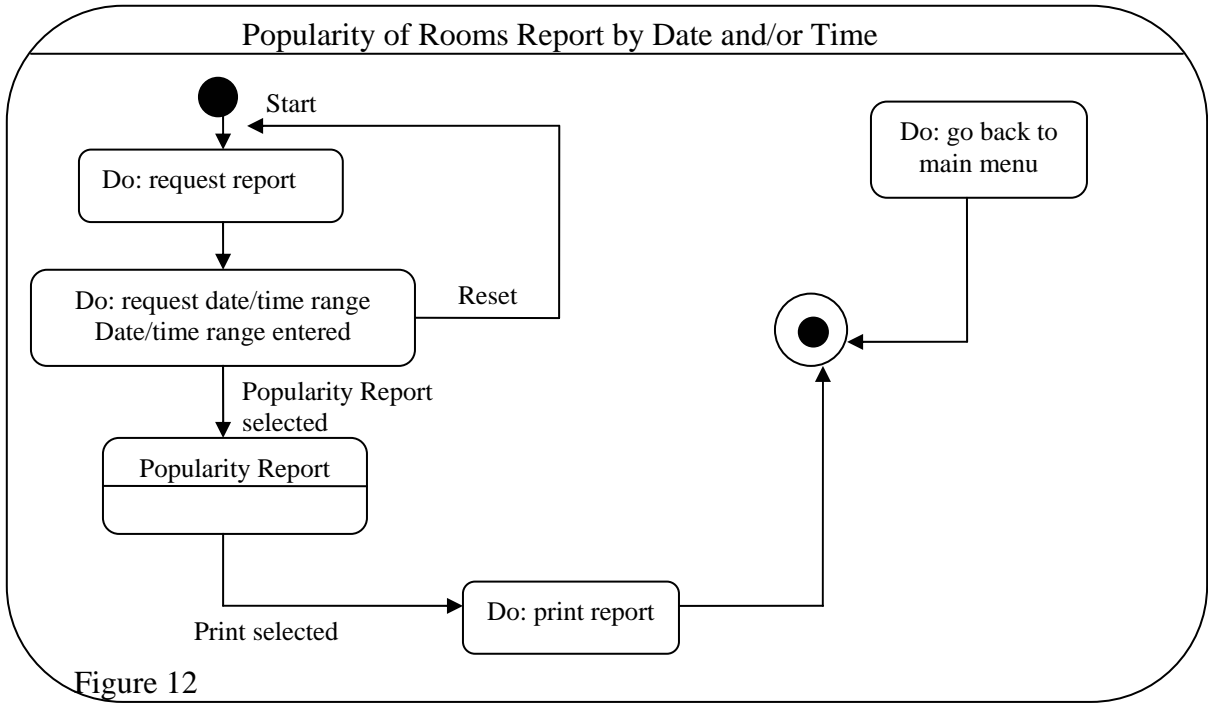 Popularity of Rooms Report by Date and/or Time
Start
Do: request report
Do: go back to
main menu
Do: request date/time range
Date/time range entered
Reset
Popularity Report
selected
Popularity Report
Print selected
Do: print report
Figure 12